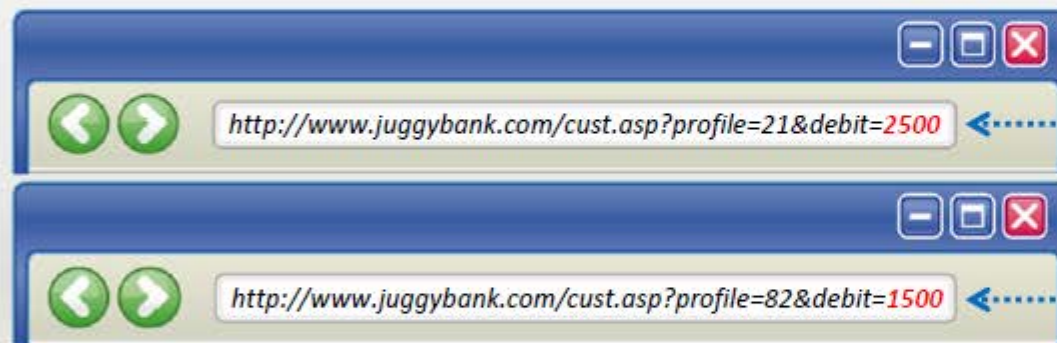 http://www.juggybank.com/cust.asp?profile=21&debit=2500
http://www.juggybank.com/cust.asp?profile=82&debit=1500